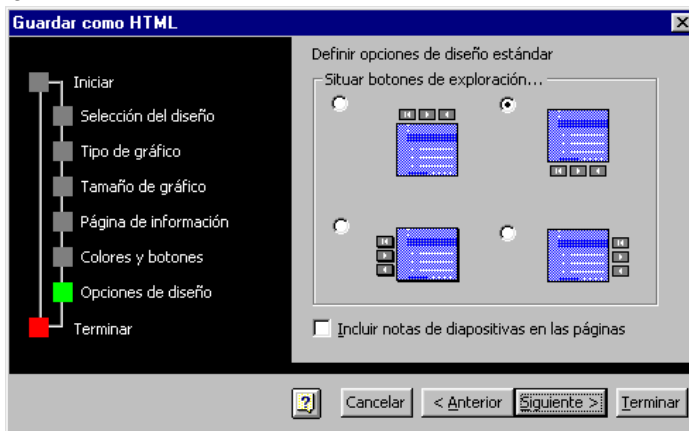 Guardar como HTML
Iniciar
Selección del diseño
Tipo de gráfico
Tamaño de gráfico
Página de información
Colores y botones
Opciones de diseño
Terminar
Definir opciones de diseño estándar
Situar botones de exploración...
Incluir notas de diapositivas en las páginas
Cancelar
< Anterior
Siguiente >
Terminar